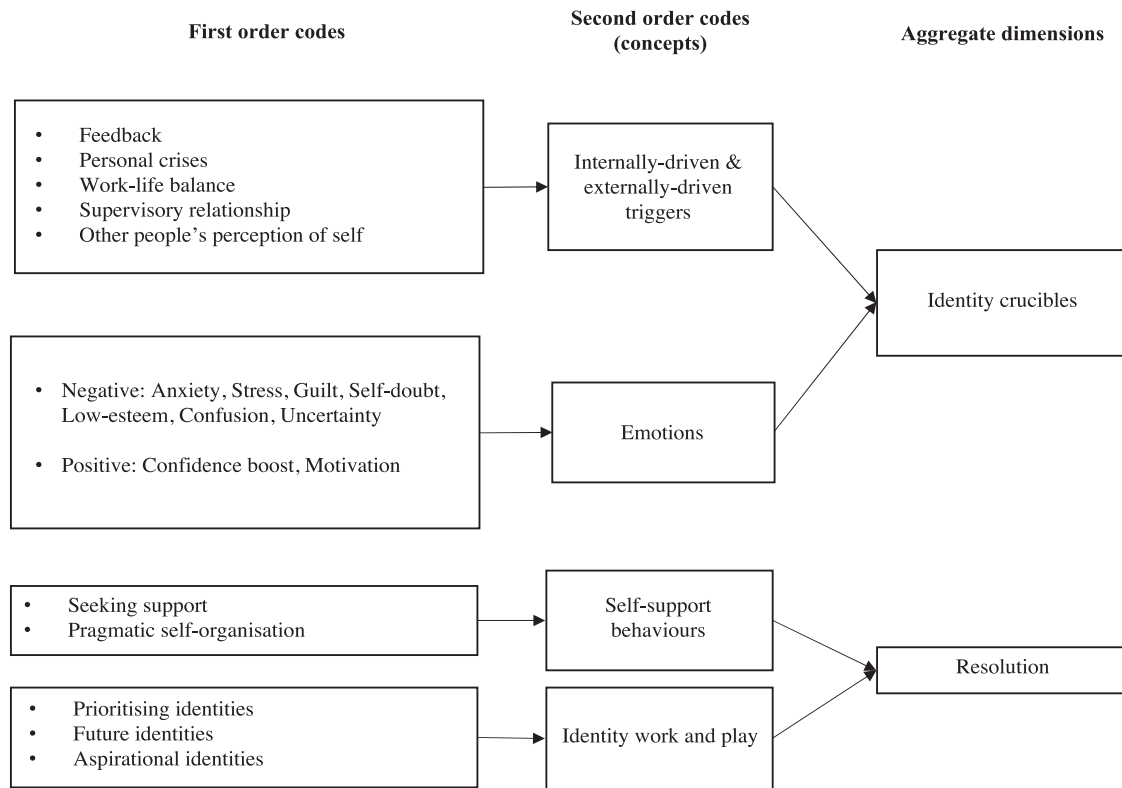 First order codes
Second order codes
(concepts)
Aggregate dimensions
• Feedback
• Personal crises
• Work-life balance
• Supervisory relationship
• Other people's perception of self
Internally-driven &
externally-driven
triggers
Identity crucibles
• Negative: Anxiety, Stress, Guilt, Self-doubt,
Low-esteem, Confusion, Uncertainty
• Positive: Confidence boost, Motivation
Emotions
• Seeking support
• Pragmatic self-organisation
Self-support
behaviours
Resolution
• Prioritising identities
• Future identities
• Aspirational identities
Identity work and play